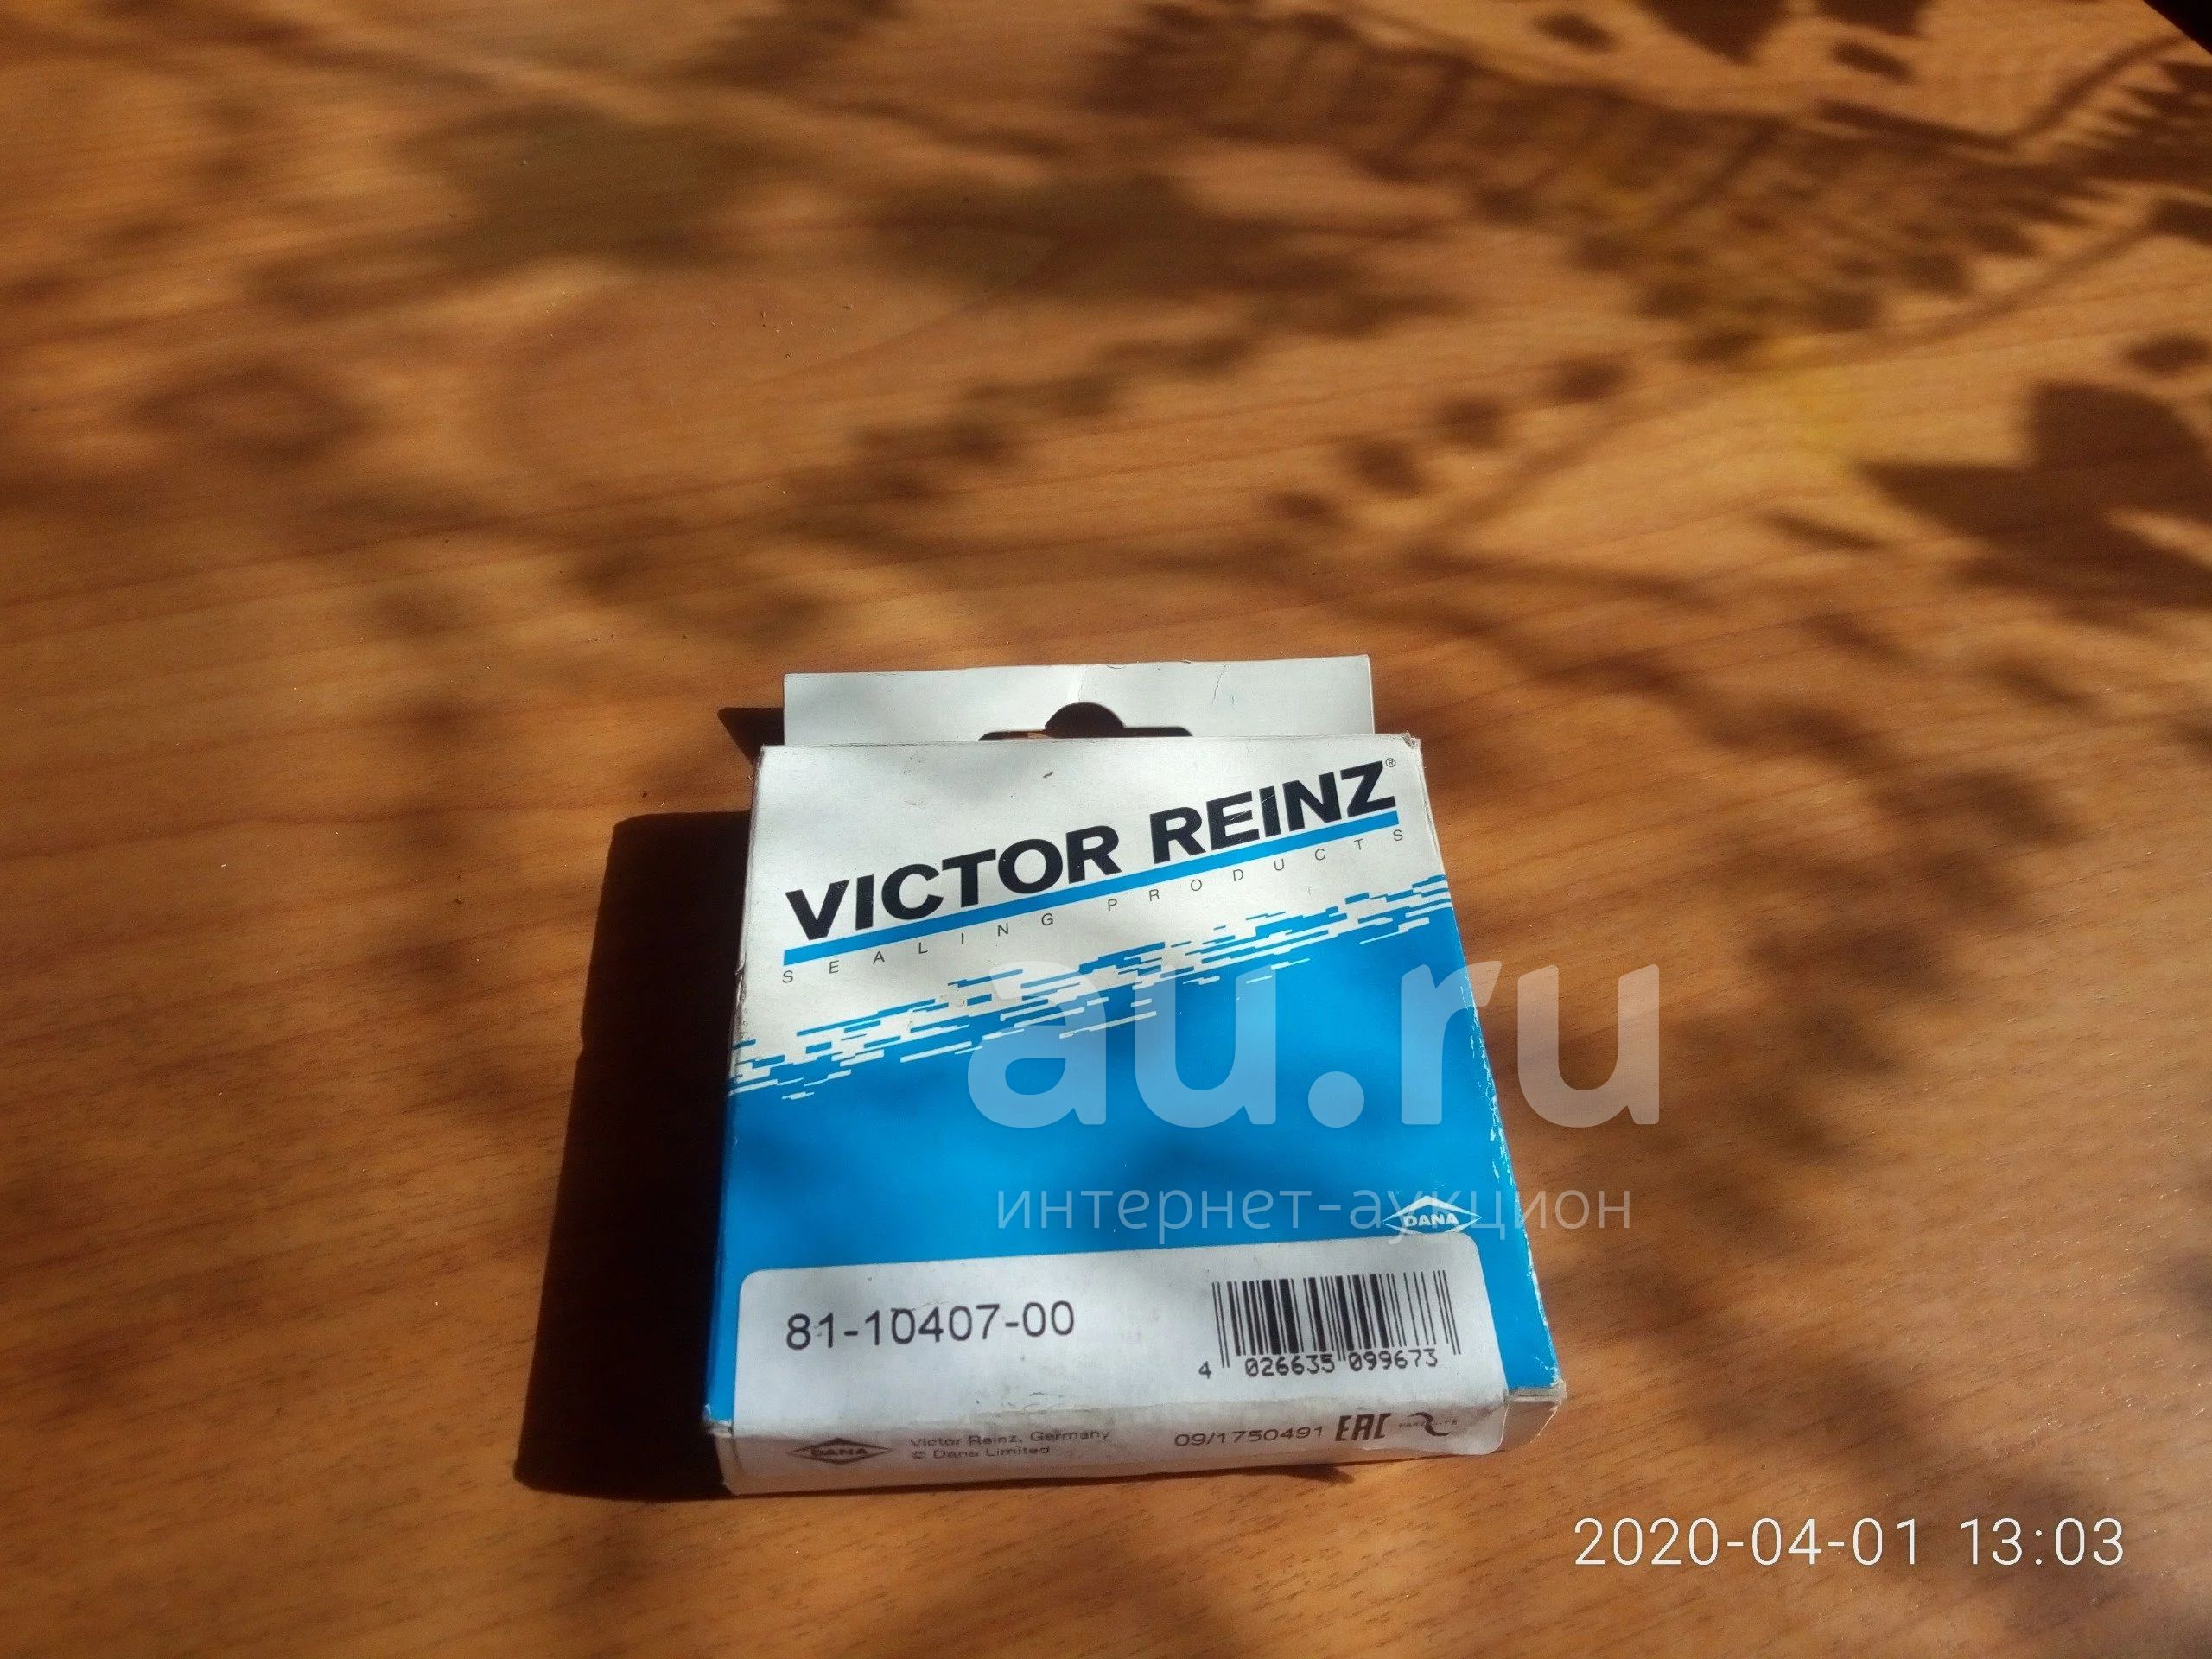 VICTOR REINZ®
SEALING PRODUCTS
au.ru
интернет-аукцион
DANA
81-10407-00
4 026635 099673
DANA
Victor Reinz, Germany
© Dana Limited
09/1750491 EAC
2020-04-01 13:03